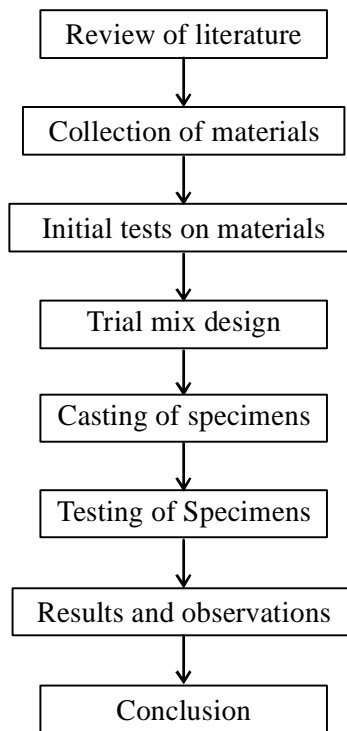 Review of literature
Collection of materials
Initial tests on materials
Trial mix design
Casting of specimens
Testing of Specimens
Results and observations
Conclusion